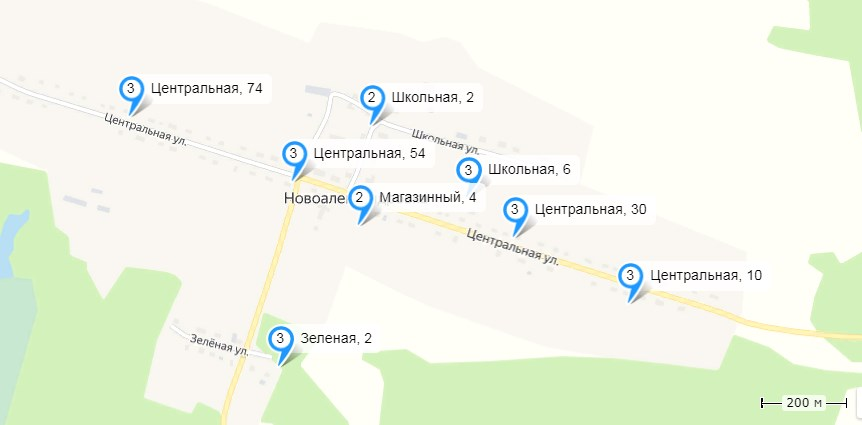 3 Центральная, 74
2 Школьная, 2
Центральная ул.
Школьная ул.
3 Центральная, 54
3 Школьная, 6
2 Магазинный, 4
3 Центральная, 30
Центральная ул.
3 Центральная, 10
3 Зеленая, 2
Зелёная ул.
200 м